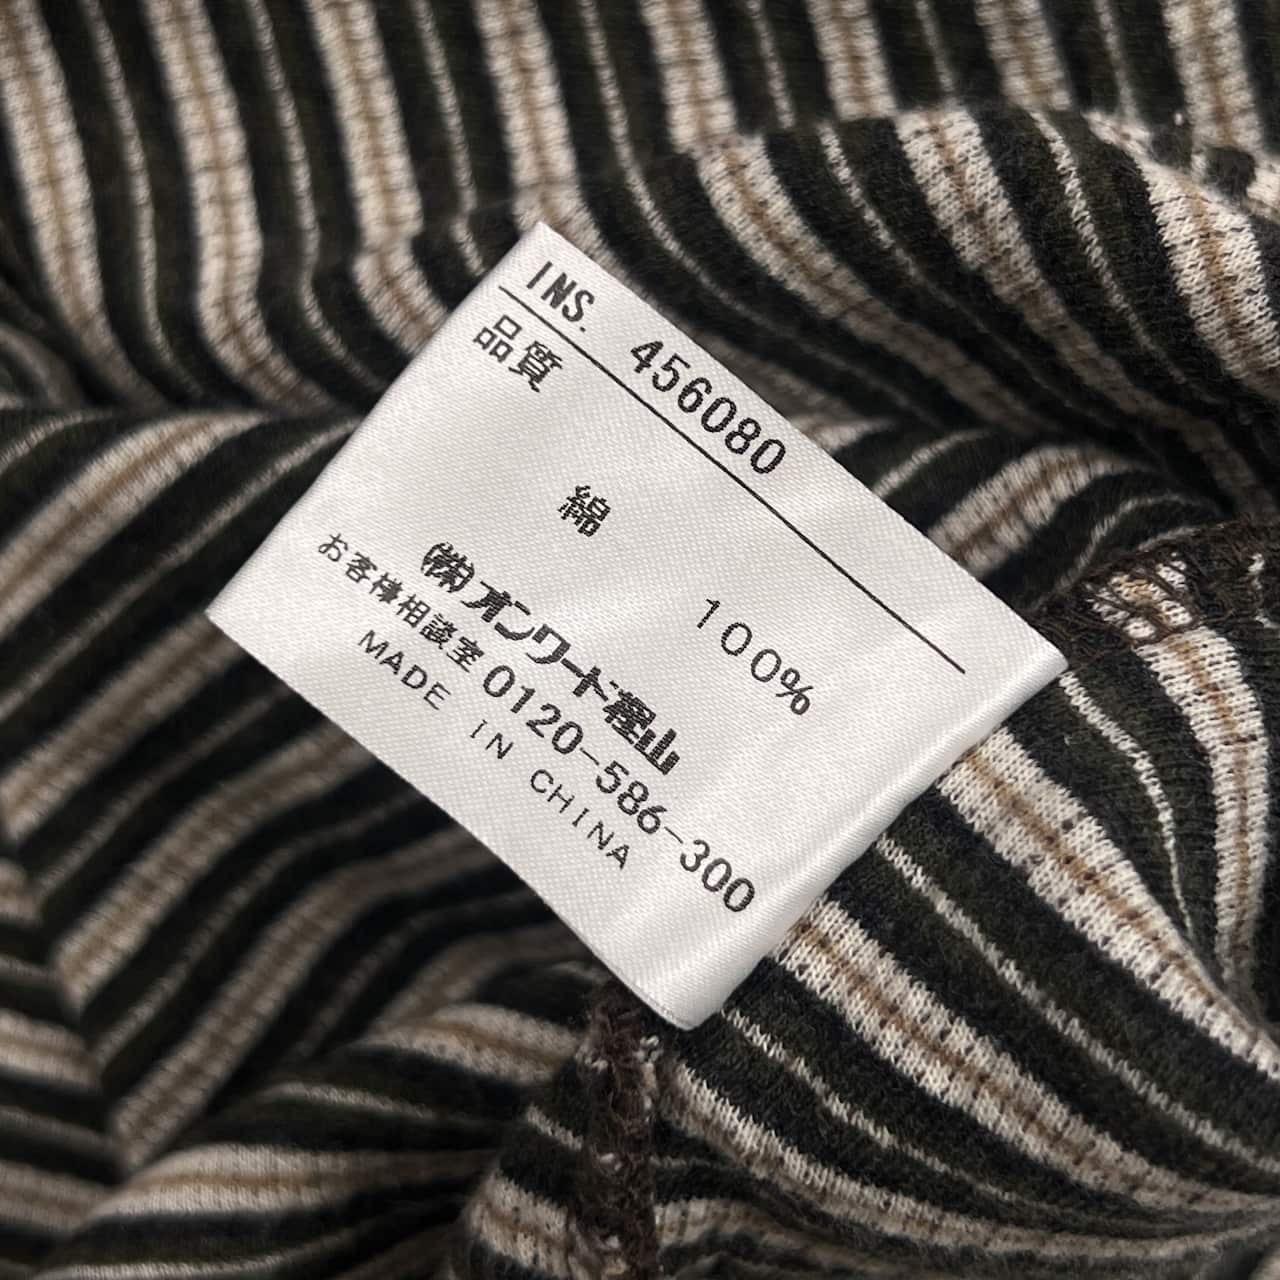 INS. 456080
品質
綿 100%
(株)オンワード樫山
お客様相談室 0120-586-300
MADE IN CHINA